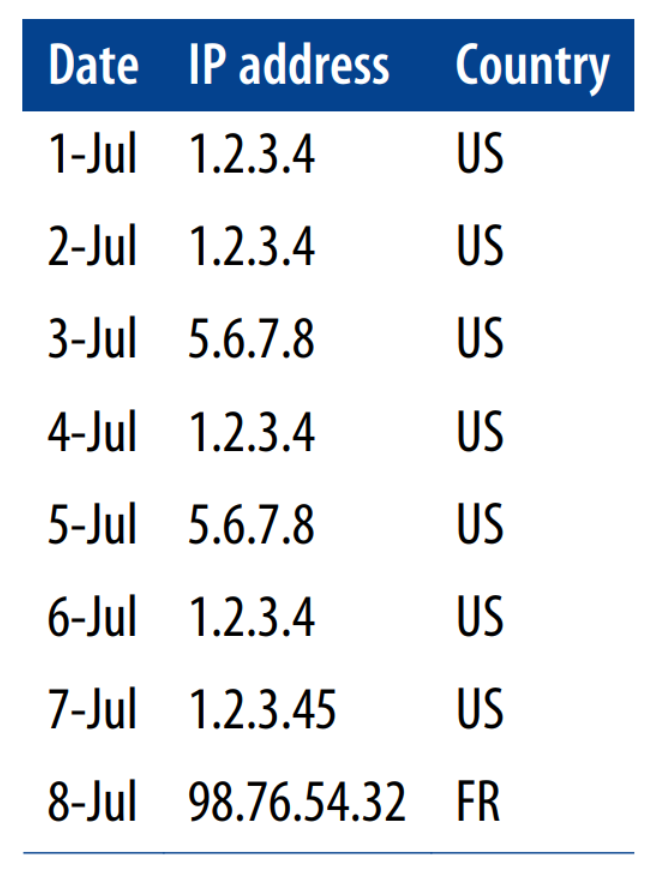 Date IP address Country
1-Jul 1.2.3.4 US
2-Jul 1.2.3.4 US
3-Jul 5.6.7.8 US
4-Jul 1.2.3.4 US
5-Jul 5.6.7.8 US
6-Jul 1.2.3.4 US
7-Jul 1.2.3.45 US
8-Jul 98.76.54.32 FR